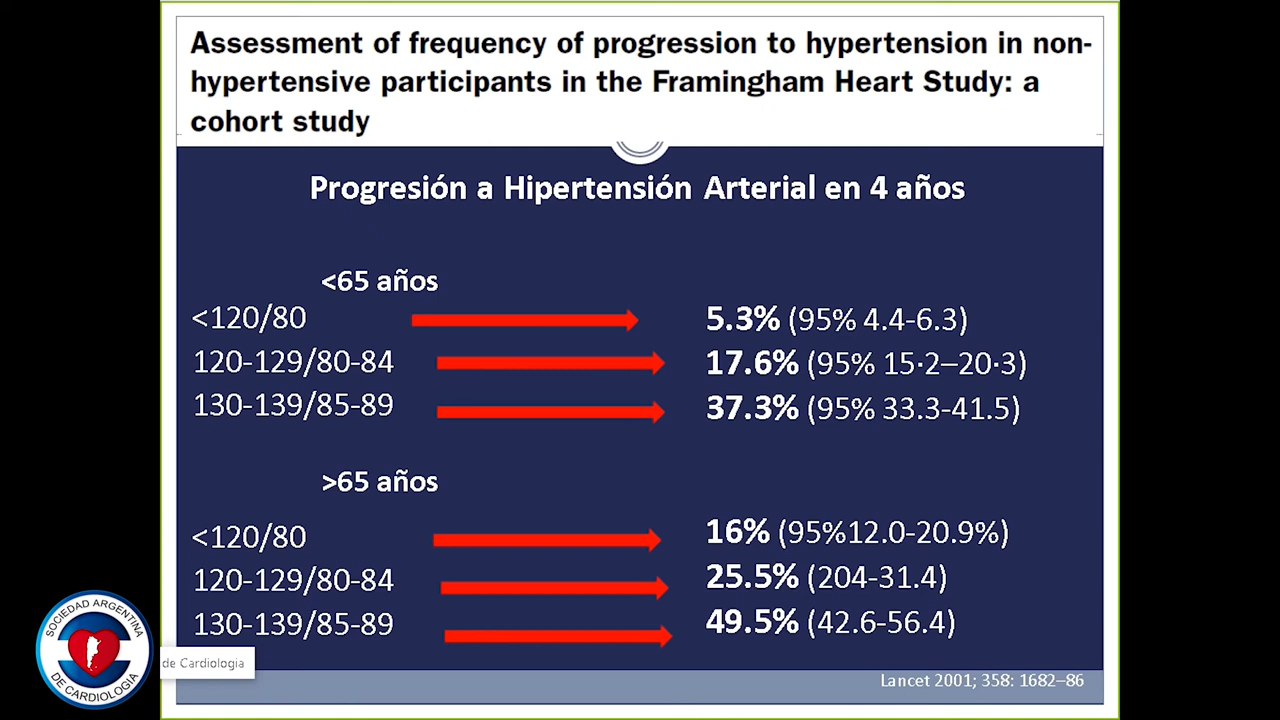 Assessment of frequency of progression to hypertension in non-
hypertensive participants in the Framingham Heart Study: a
cohort study
Progresión a Hipertensión Arterial en 4 años
<65 años
<120/80 5.3% (95% 4.4-6.3)
120-129/80-84 17.6% (95% 15·2–20·3)
130-139/85-89 37.3% (95% 33.3-41.5)
>65 años
<120/80 16% (95%12.0-20.9%)
120-129/80-84 25.5% (204-31.4)
130-139/85-89 49.5% (42.6-56.4)
SOCIEDAD ARGENTINA
DE CARDIOLOGIA
de Cardiologia
Lancet 2001; 358: 1682–86